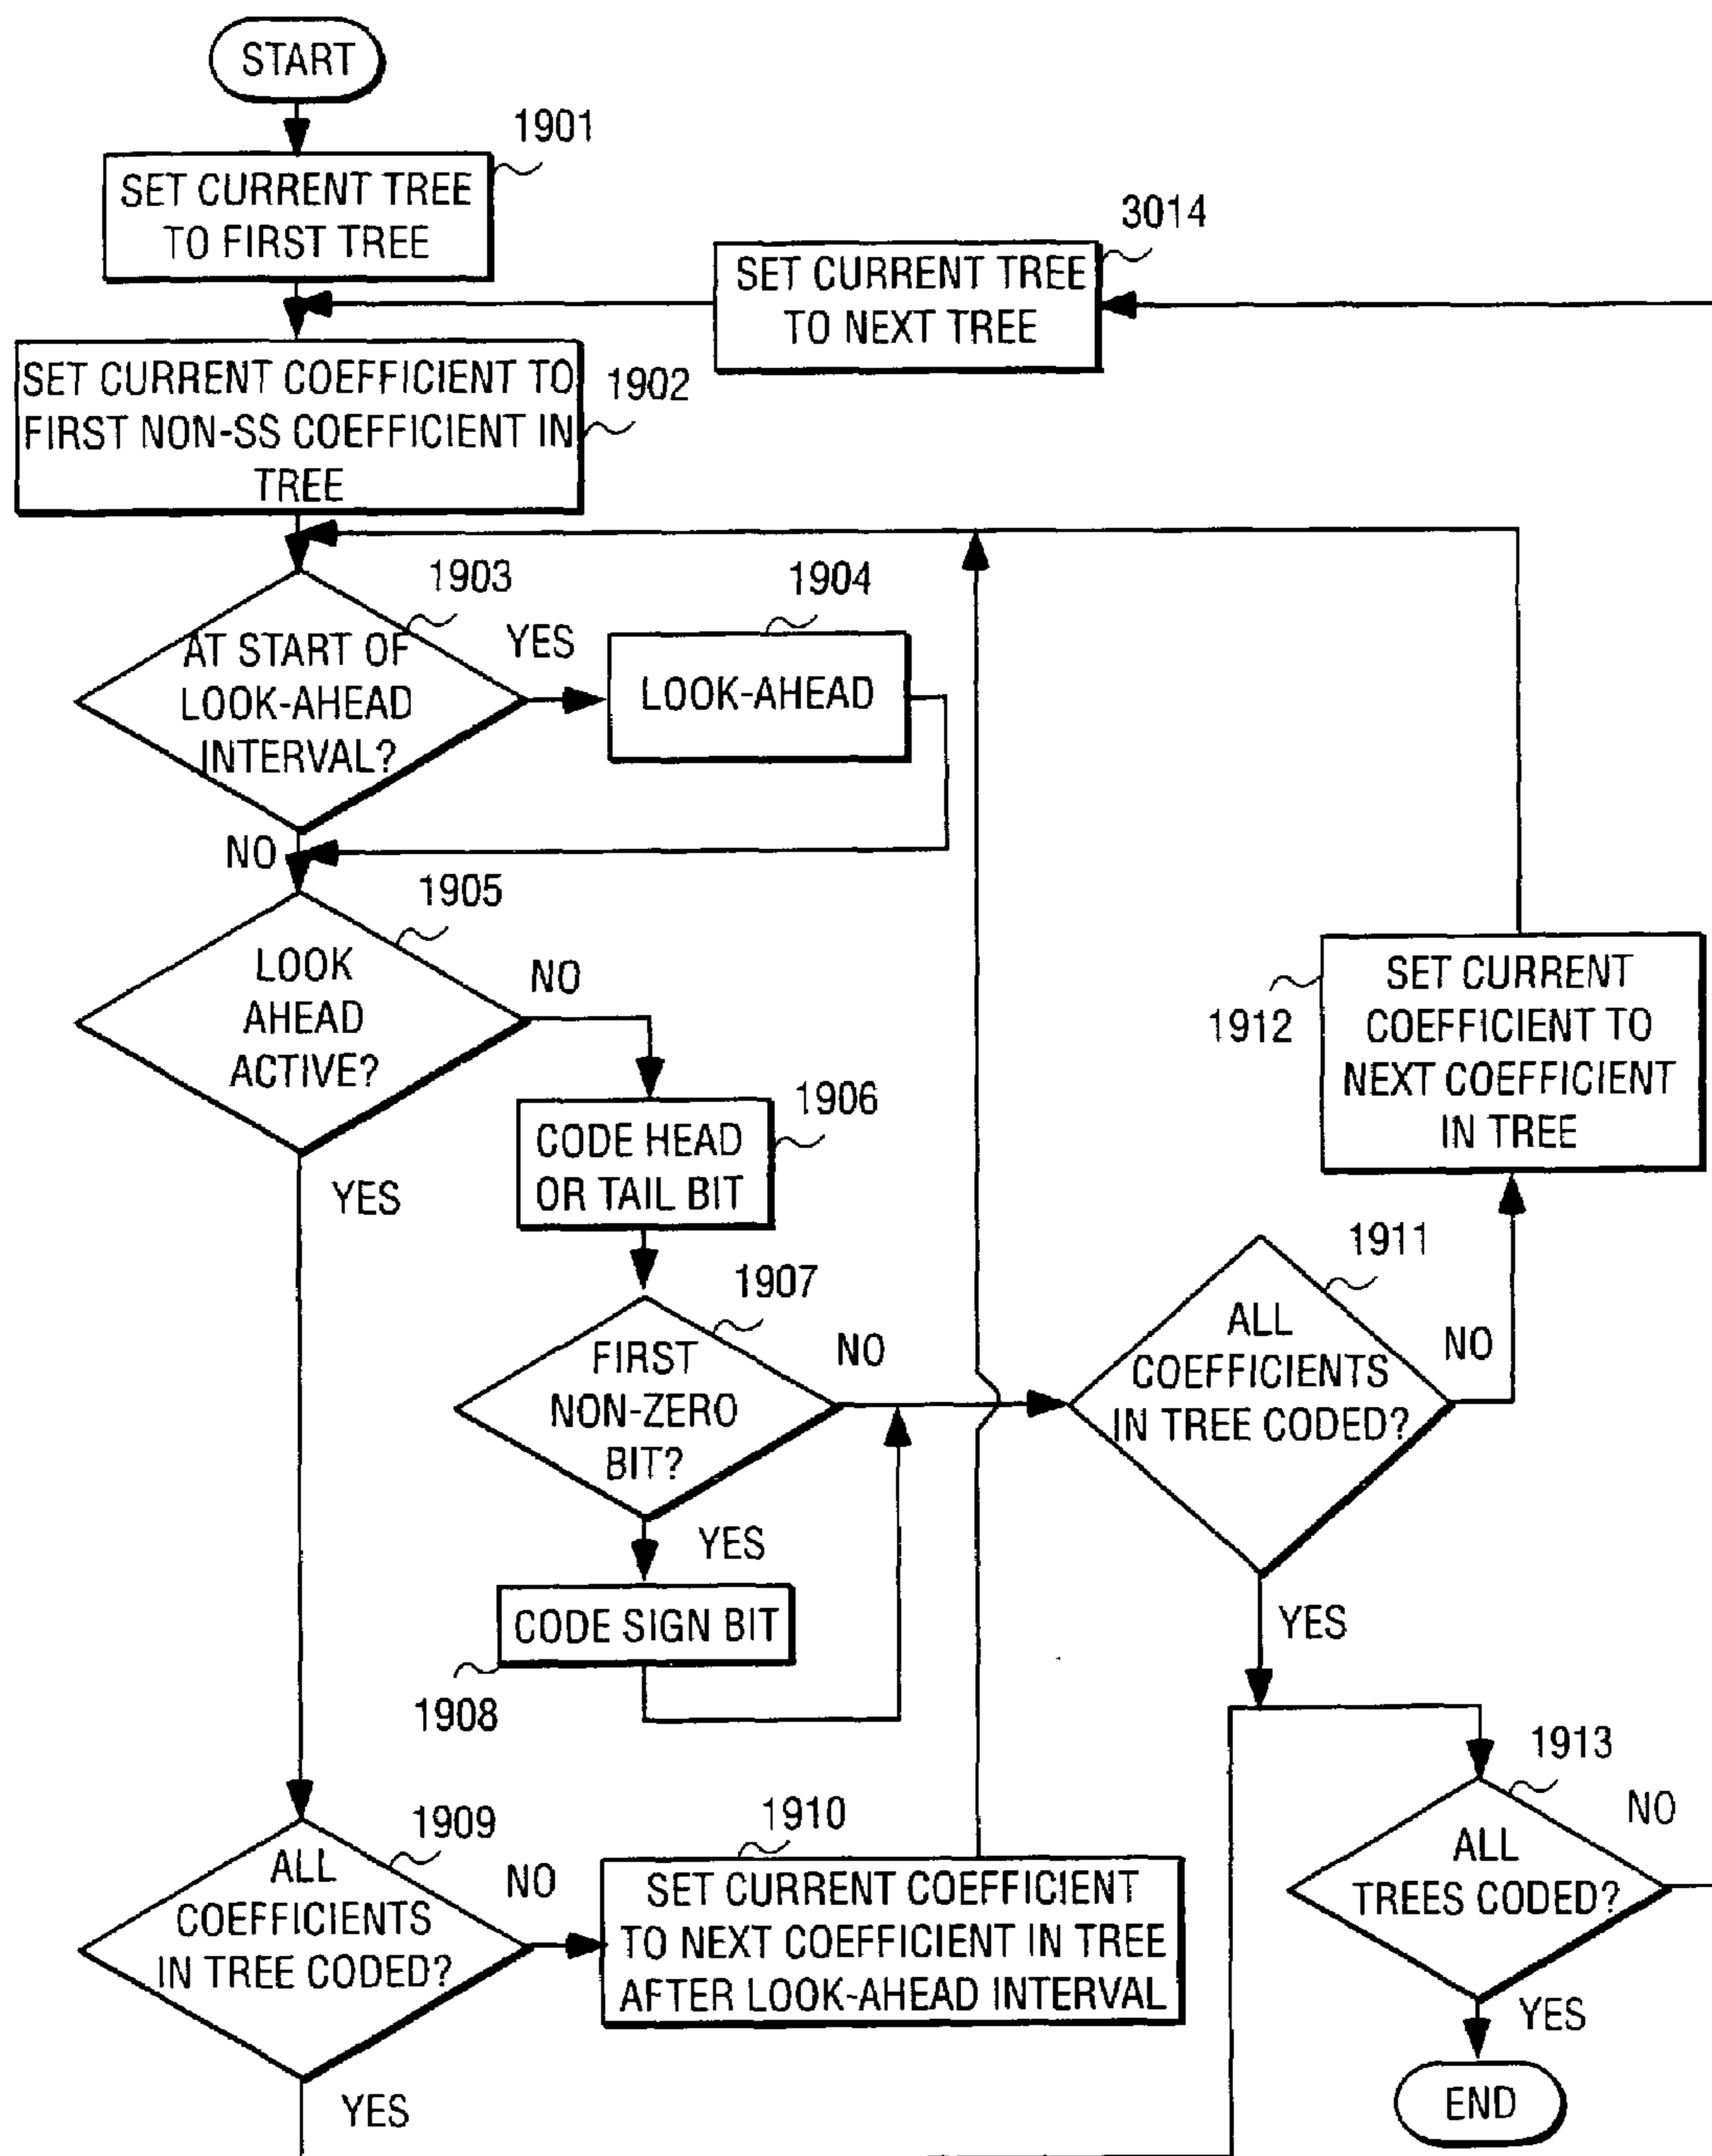 START
1901
SET CURRENT TREE
TO FIRST TREE
3014
SET CURRENT TREE
TO NEXT TREE
SET CURRENT COEFFICIENT TO
FIRST NON-SS COEFFICIENT IN
TREE
1902
1903
AT START OF
LOOK-AHEAD
INTERVAL?
YES
1904
LOOK-AHEAD
NO
1905
LOOK
AHEAD
ACTIVE?
NO
YES
1906
CODE HEAD
OR TAIL BIT
1907
FIRST
NON-ZERO
BIT?
NO
YES
CODE SIGN BIT
1908
1911
ALL
COEFFICIENTS
IN TREE CODED?
NO
YES
1912
SET CURRENT
COEFFICIENT TO
NEXT COEFFICIENT
IN TREE
1909
ALL
COEFFICIENTS
IN TREE CODED?
NO
YES
1910
SET CURRENT COEFFICIENT
TO NEXT COEFFICIENT IN TREE
AFTER LOOK-AHEAD INTERVAL
1913
ALL
TREES CODED?
NO
YES
END